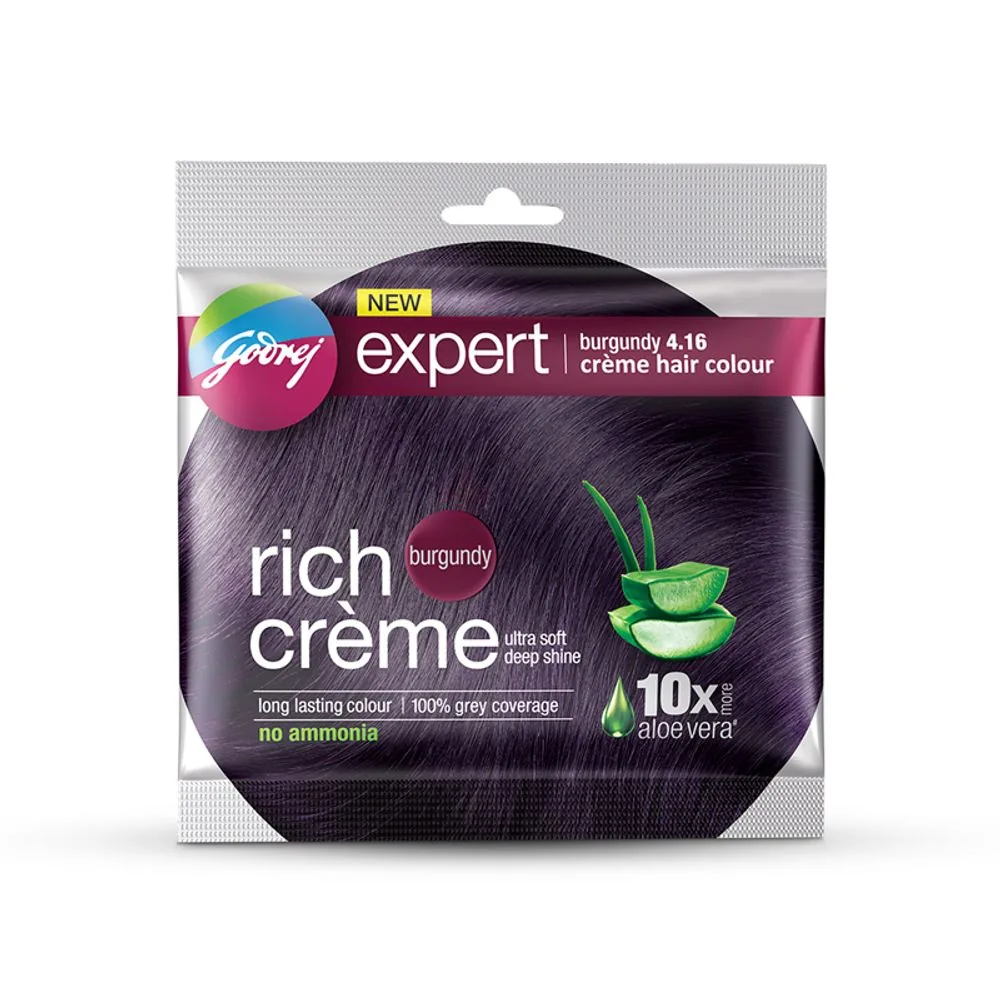 NEW
Godrej
expert
burgundy 4.16
crème hair colour
rich
burgundy
crème
ultra soft
deep shine
long lasting colour | 100% grey coverage
no ammonia
10x
more
aloe vera*